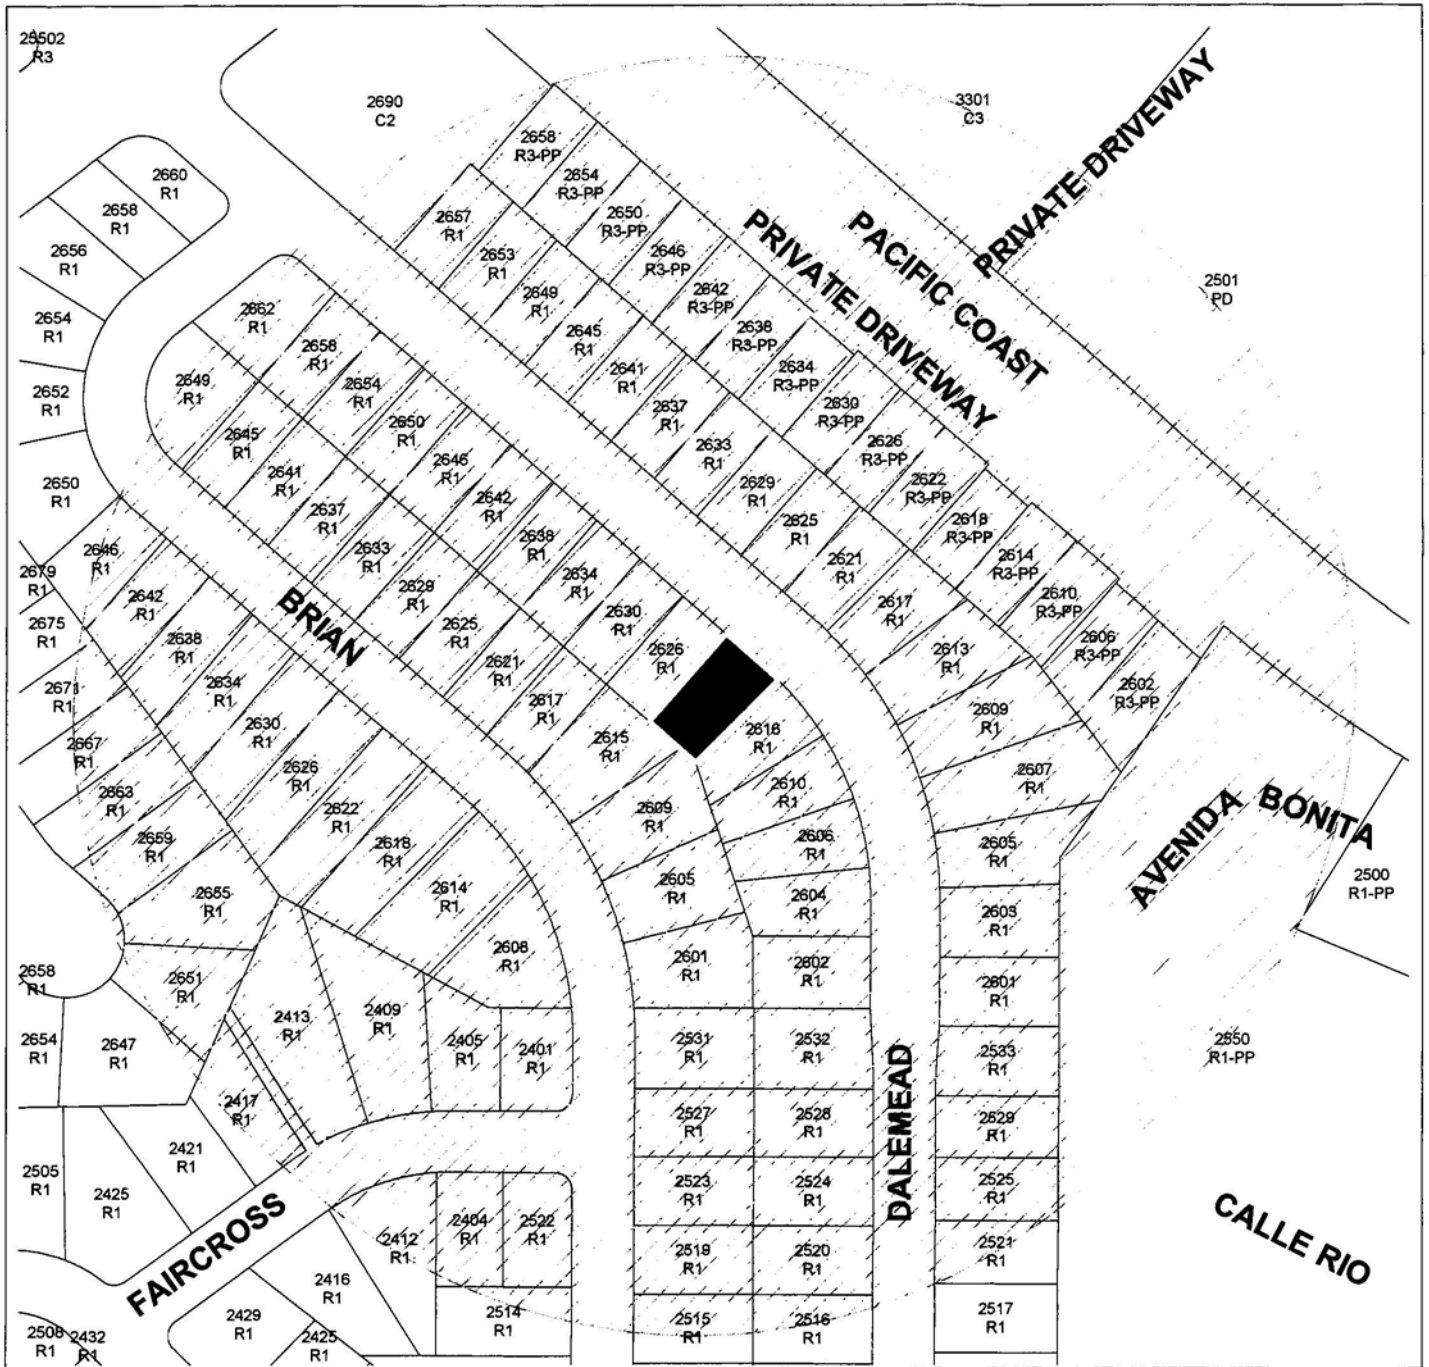 25502
R3
2690
C2
3301
C3
PRIVATE DRIVEWAY
2658
R3-PP
2654
R3-PP
2650
R3-PP
2646
R3-PP
2642
R3-PP
2638
R3-PP
2634
R3-PP
2630
R3-PP
2626
R3-PP
2622
R3-PP
2618
R3-PP
2614
R3-PP
2610
R3-PP
2606
R3-PP
2602
R3-PP
PRIVATE DRIVEWAY
PACIFIC COAST
2501
PD
2660
R1
2658
R1
2656
R1
2654
R1
2652
R1
2650
R1
2657
R1
2653
R1
2649
R1
2645
R1
2641
R1
2637
R1
2633
R1
2629
R1
2625
R1
2621
R1
2617
R1
2613
R1
2609
R1
2607
R1
2605
R1
2603
R1
2601
R1
2533
R1
2529
R1
2525
R1
2521
R1
2517
R1
2662
R1
2658
R1
2654
R1
2650
R1
2646
R1
2642
R1
2638
R1
2634
R1
2630
R1
2626
R1
2616
R1
2610
R1
2606
R1
2604
R1
2602
R1
2532
R1
2528
R1
2524
R1
2520
R1
2516
R1
2649
R1
2645
R1
2641
R1
2637
R1
2633
R1
2629
R1
2625
R1
2621
R1
2617
R1
2615
R1
2609
R1
2605
R1
2601
R1
2531
R1
2527
R1
2523
R1
2519
R1
2515
R1
BRIAN
2646
R1
2642
R1
2638
R1
2634
R1
2630
R1
2626
R1
2622
R1
2618
R1
2614
R1
2608
R1
2679
R1
2675
R1
2671
R1
2667
R1
2663
R1
2659
R1
2655
R1
2651
R1
2658
R1
2654
R1
2647
R1
2413
R1
2409
R1
2405
R1
2401
R1
2417
R1
2421
R1
2425
R1
2505
R1
FAIRCROSS
2412
R1
2404
R1
2522
R1
2416
R1
2514
R1
2429
R1
2425
R1
2508
R1
2432
R1
DALEMEAD
AVENIDA BONITA
2500
R1-PP
2550
R1-PP
CALLE RIO